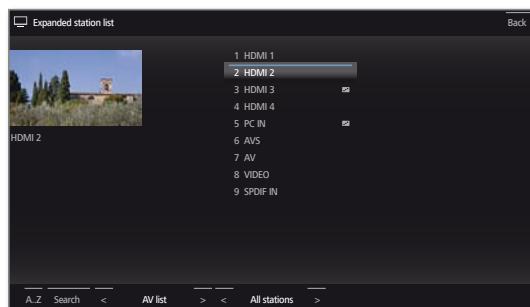 Expanded station list
Back
1 HDMI 1
2 HDMI 2
3 HDMI 3
4 HDMI 4
5 PC IN
6 AVS
7 AV
8 VIDEO
9 SPDIF IN
HDMI 2
A..Z Search < AV list > < All stations >